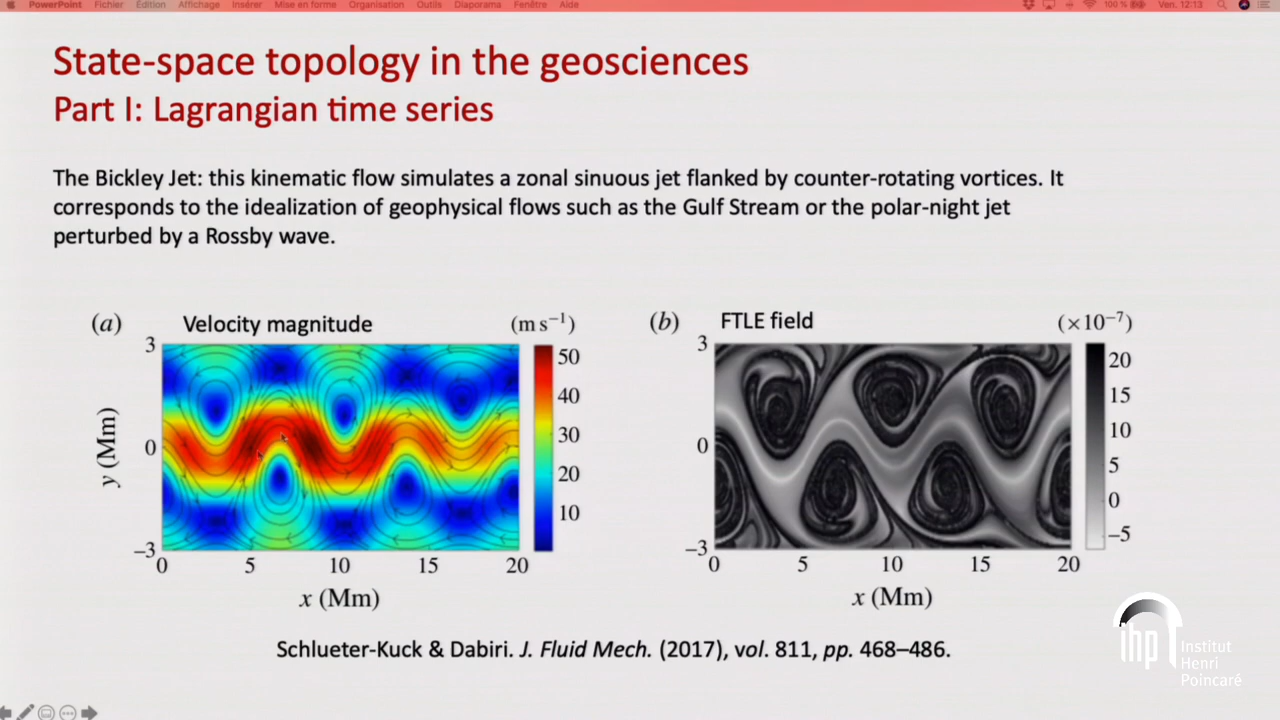 PowerPoint Fichier Édition Affichage Insérer Mise en forme Organisation Outils Diaporama Fenêtre Aide 100 % Ven. 12:13
State-space topology in the geosciences
Part I: Lagrangian time series
The Bickley Jet: this kinematic flow simulates a zonal sinuous jet flanked by counter-rotating vortices. It
corresponds to the idealization of geophysical flows such as the Gulf Stream or the polar-night jet
perturbed by a Rossby wave.
(a) Velocity magnitude (m s⁻¹)
3
0
−3
y (Mm)
0 5 10 15 20
x (Mm)
50
40
30
20
10
(b) FTLE field (×10⁻⁷)
3
0
−3
0 5 10 15 20
x (Mm)
20
15
10
5
0
−5
Schlueter-Kuck & Dabiri. J. Fluid Mech. (2017), vol. 811, pp. 468–486.
ihp
Institut
Henri
Poincaré